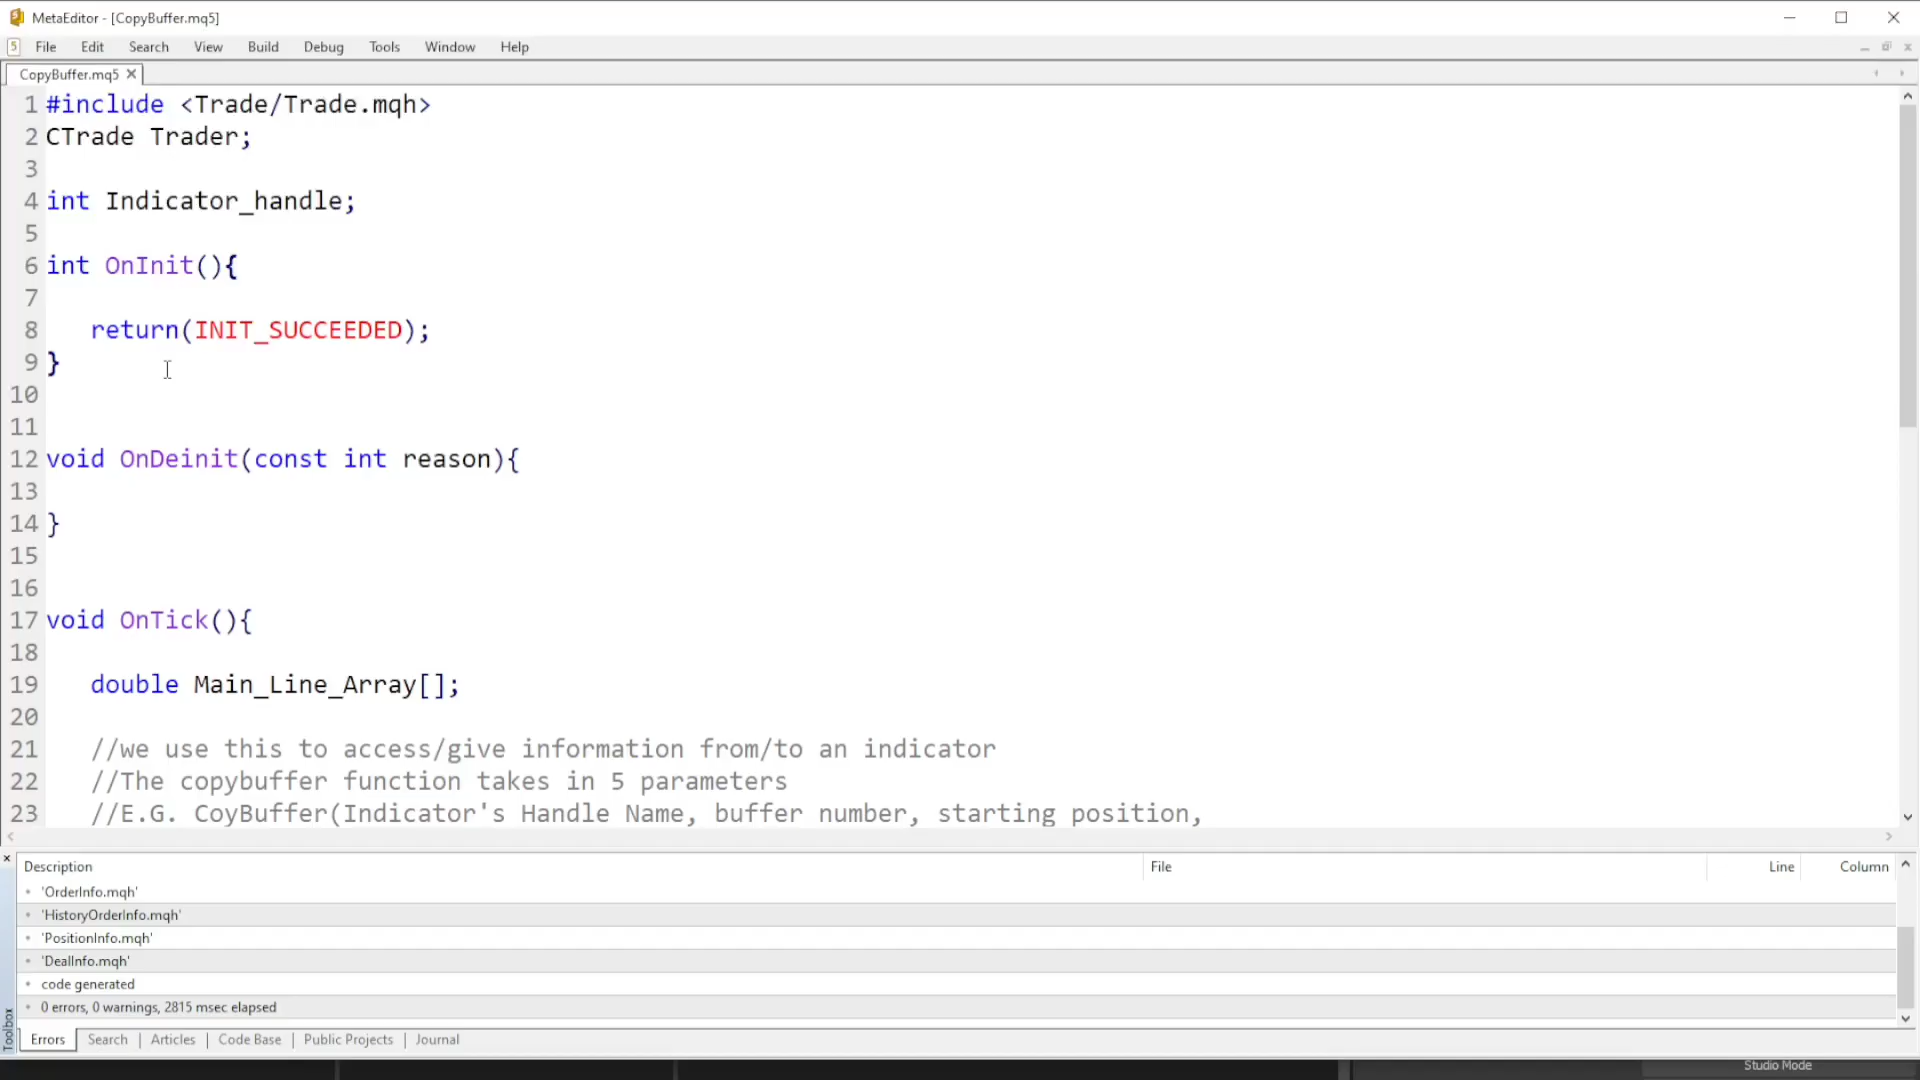 MetaEditor - [CopyBuffer.mq5]
5 File Edit Search View Build Debug Tools Window Help
CopyBuffer.mq5
1 #include <Trade/Trade.mqh>
2 CTrade Trader;
3
4 int Indicator_handle;
5
6 int OnInit(){
7
8 return(INIT_SUCCEEDED);
9 }
10
11
12 void OnDeinit(const int reason){
13
14 }
15
16
17 void OnTick(){
18
19 double Main_Line_Array[];
20
21 //we use this to access/give information from/to an indicator
22 //The copybuffer function takes in 5 parameters
23 //E.G. CoyBuffer(Indicator's Handle Name, buffer number, starting position,
Description File Line Column
'OrderInfo.mqh'
'HistoryOrderInfo.mqh'
'PositionInfo.mqh'
'DealInfo.mqh'
code generated
0 errors, 0 warnings, 2815 msec elapsed
Toolbox
Errors Search Articles Code Base Public Projects Journal
Studio Mode